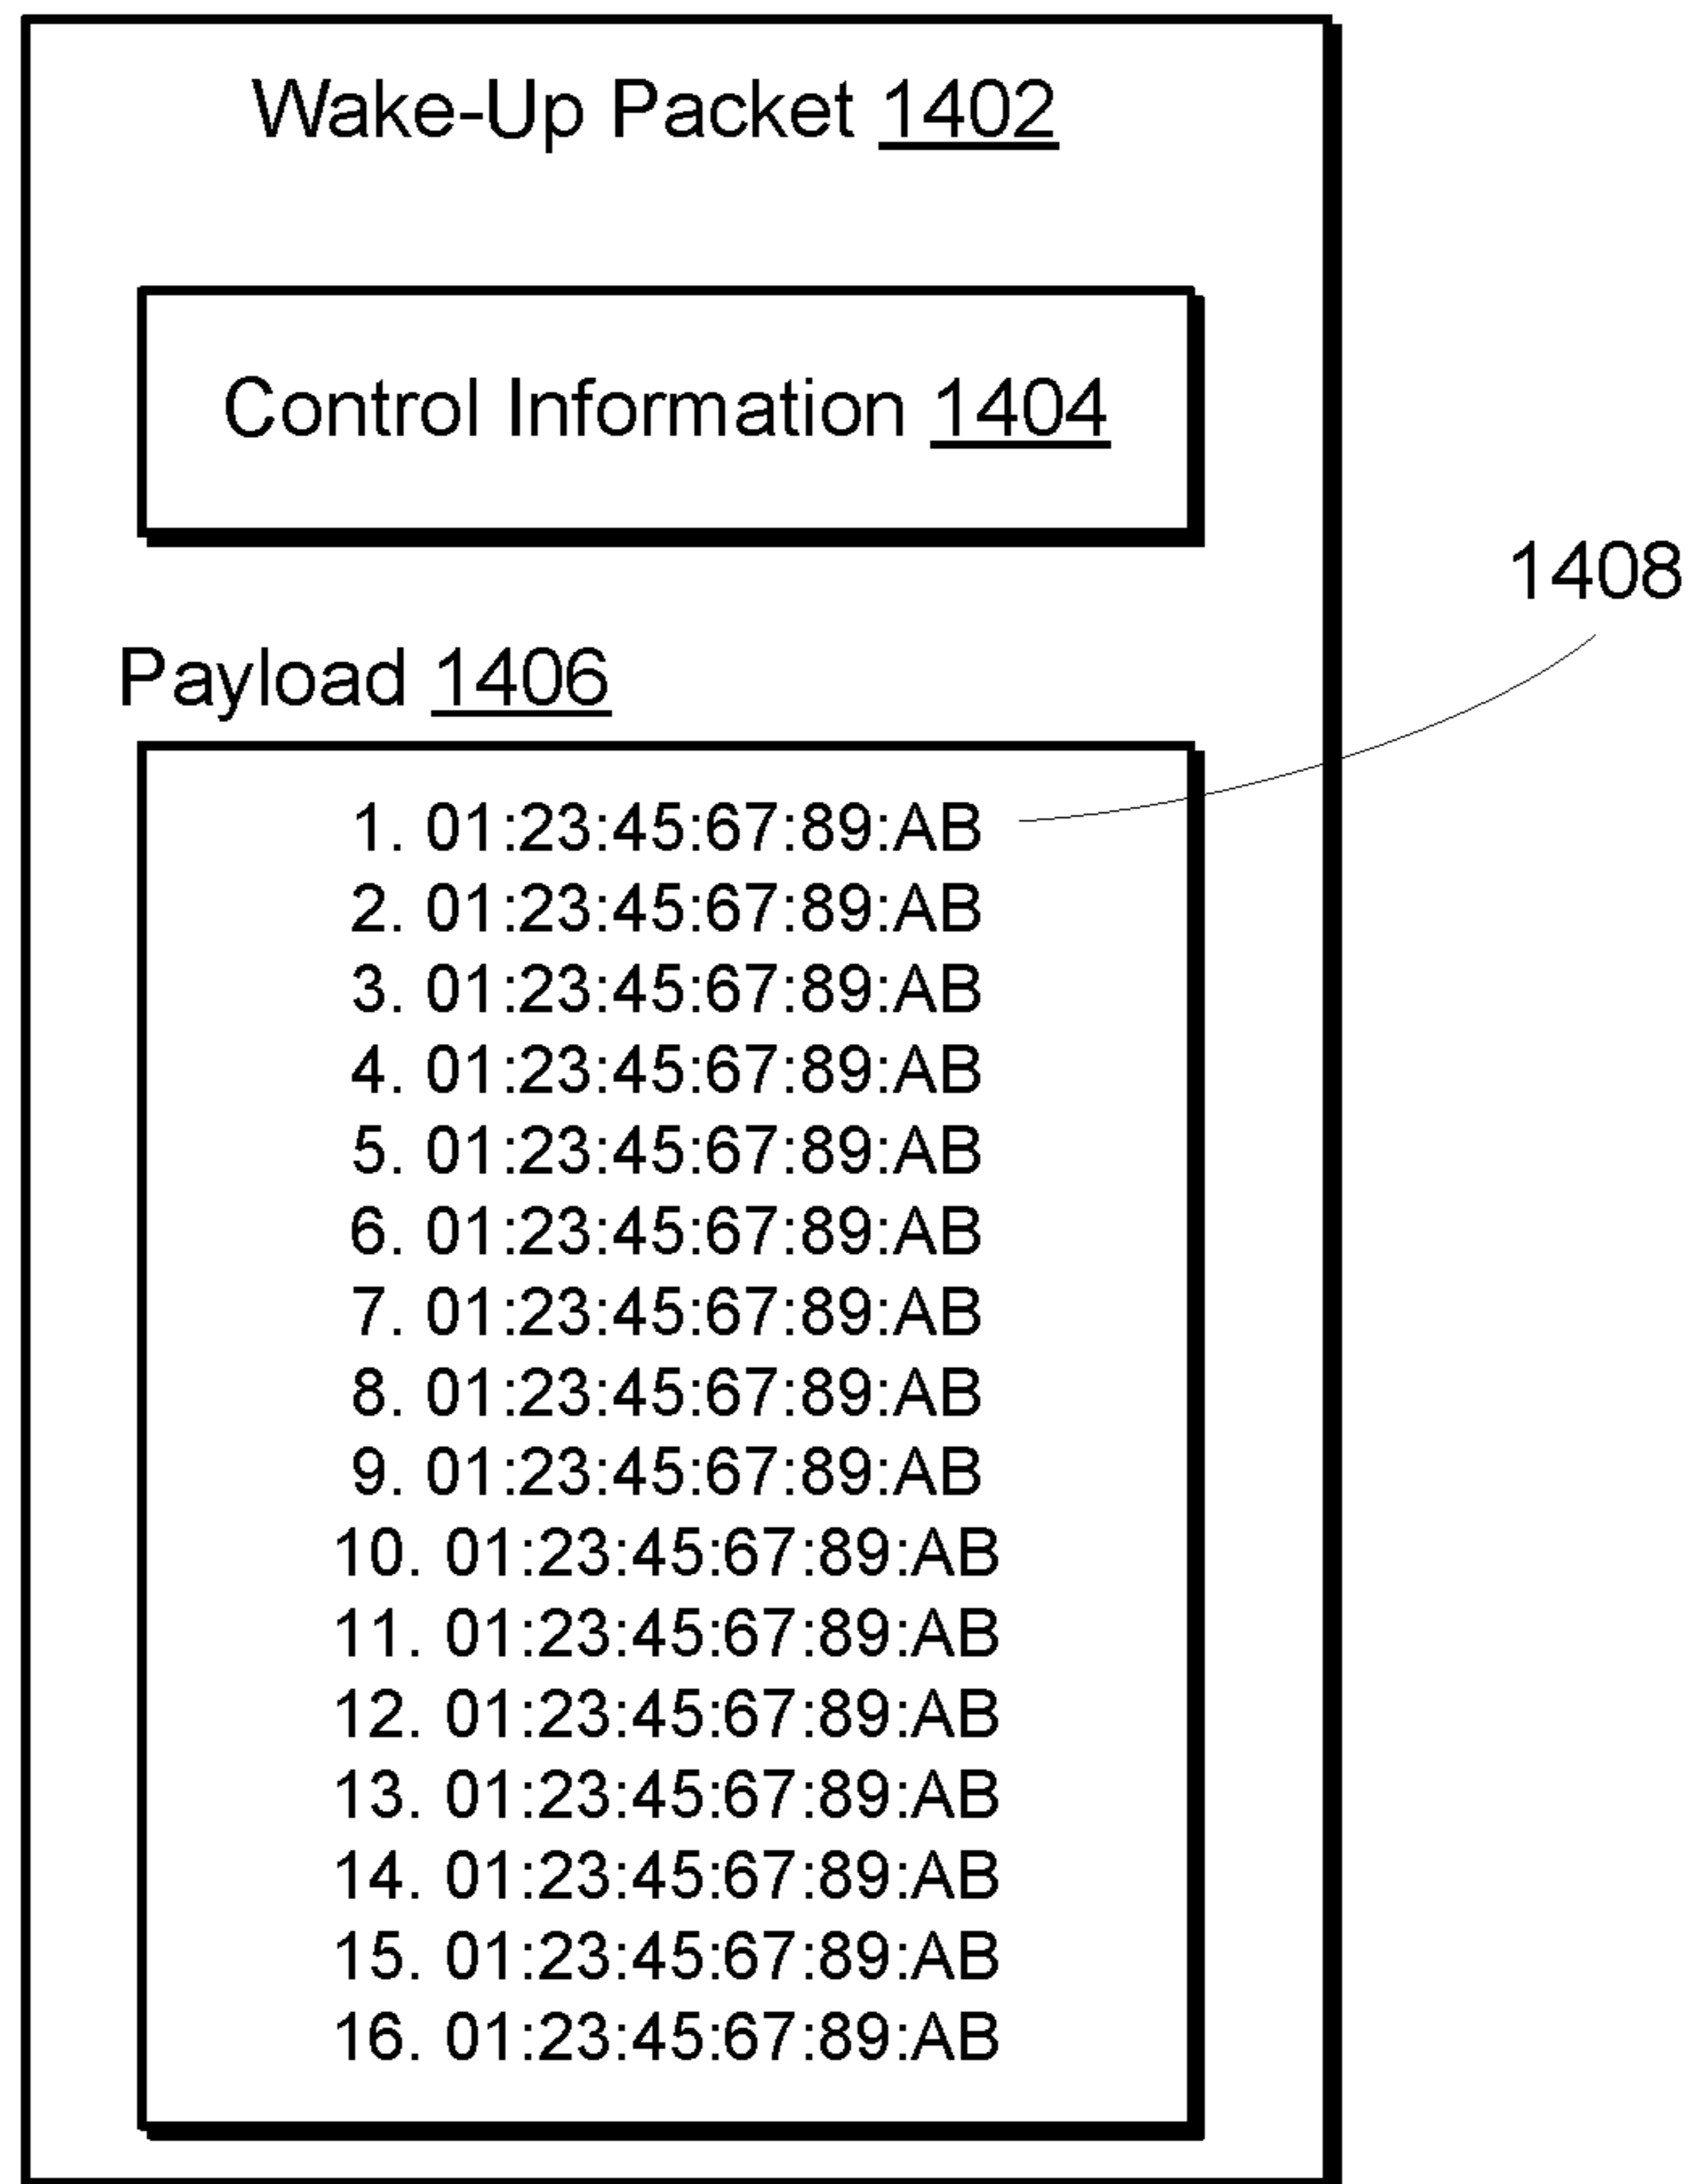 Wake-Up Packet 1402
Control Information 1404
1408
Payload 1406
1. 01:23:45:67:89:AB
2. 01:23:45:67:89:AB
3. 01:23:45:67:89:AB
4. 01:23:45:67:89:AB
5. 01:23:45:67:89:AB
6. 01:23:45:67:89:AB
7. 01:23:45:67:89:AB
8. 01:23:45:67:89:AB
9. 01:23:45:67:89:AB
10. 01:23:45:67:89:AB
11. 01:23:45:67:89:AB
12. 01:23:45:67:89:AB
13. 01:23:45:67:89:AB
14. 01:23:45:67:89:AB
15. 01:23:45:67:89:AB
16. 01:23:45:67:89:AB